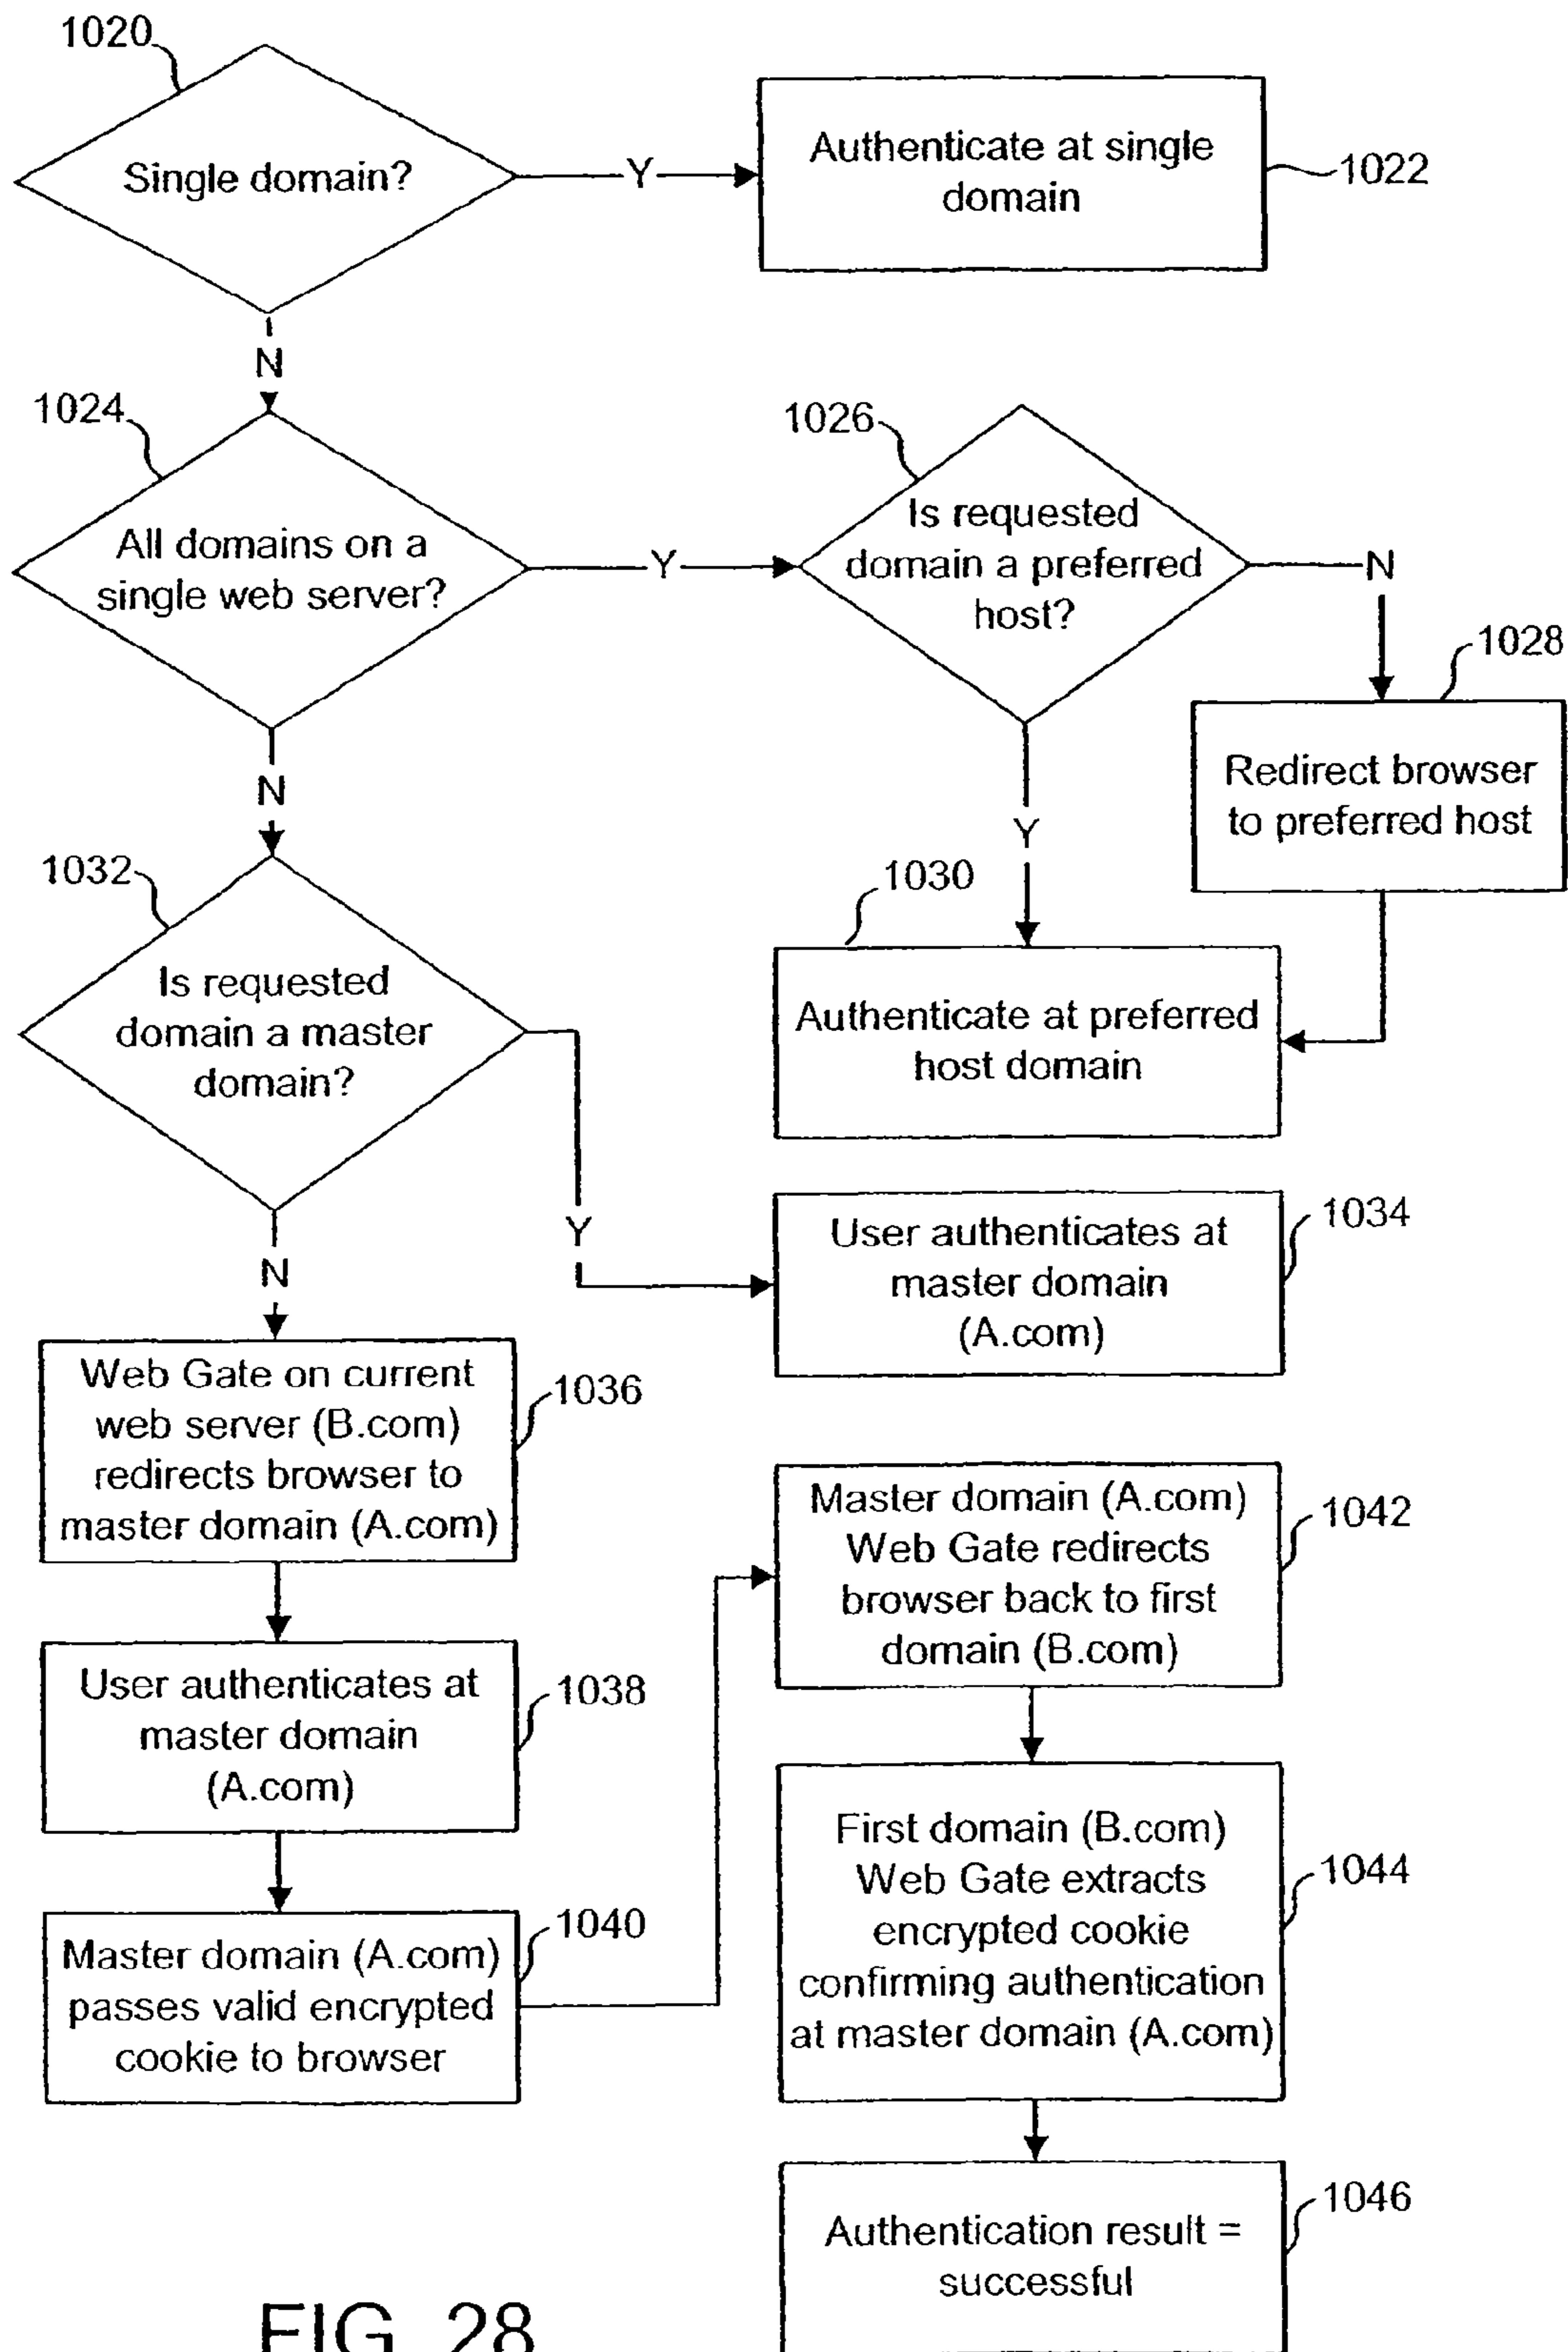 1020
Single domain?
Y
Authenticate at single
domain
1022
N
1024
All domains on a
single web server?
Y
1026
Is requested
domain a preferred
host?
N
1028
Redirect browser
to preferred host
Y
1030
Authenticate at preferred
host domain
N
1032
Is requested
domain a master
domain?
Y
User authenticates at
master domain
(A.com)
1034
N
Web Gate on current
web server (B.com)
redirects browser to
master domain (A.com)
1036
User authenticates at
master domain
(A.com)
1038
Master domain (A.com)
passes valid encrypted
cookie to browser
1040
Master domain (A.com)
Web Gate redirects
browser back to first
domain (B.com)
1042
First domain (B.com)
Web Gate extracts
encrypted cookie
confirming authentication
at master domain (A.com)
1044
Authentication result =
successful
1046
FIG. 28